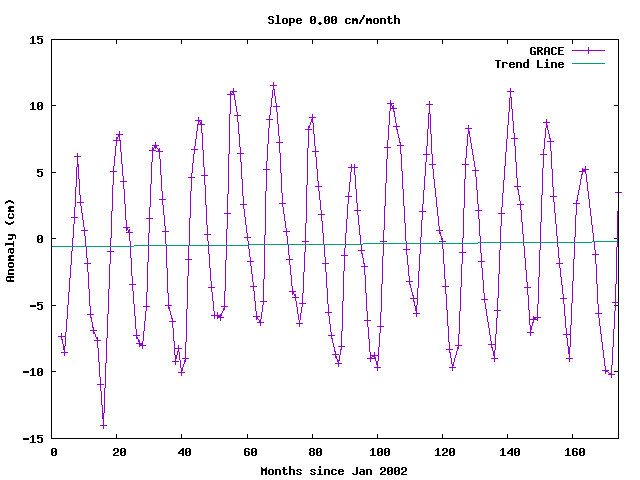 Slope 0.00 cm/month
15
10
5
0
-5
-10
-15
Anomaly (cm)
GRACE
Trend Line
0 20 40 60 80 100 120 140 160
Months since Jan 2002